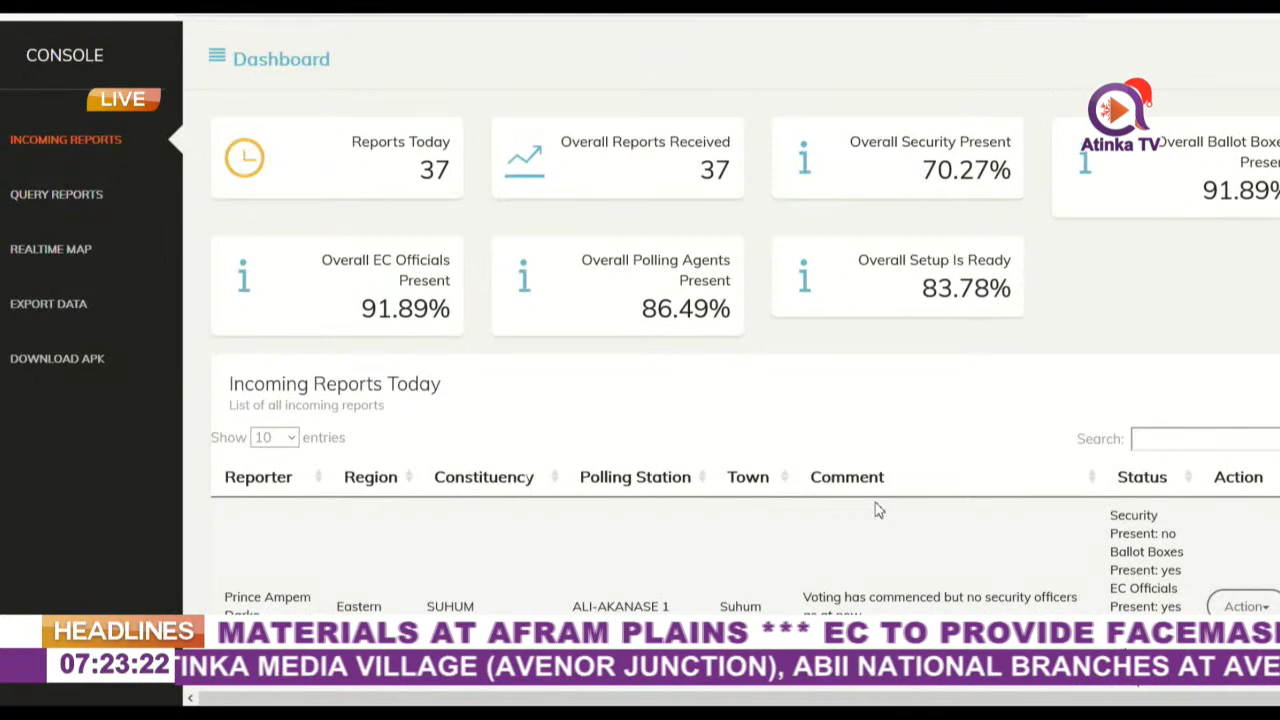 CONSOLE
Dashboard
LIVE
Atinka TV
INCOMING REPORTS
QUERY REPORTS
REALTIME MAP
EXPORT DATA
DOWNLOAD APK
Reports Today
37
Overall Reports Received
37
Overall Security Present
70.27%
Overall Ballot Boxe
Presen
91.89%
Overall EC Officials
Present
91.89%
Overall Polling Agents
Present
86.49%
Overall Setup Is Ready
83.78%
Incoming Reports Today
List of all incoming reports
Show 10 entries
Search:
Reporter Region Constituency Polling Station Town Comment Status Action
Security
Present: no
Ballot Boxes
Present: yes
EC Officials
Present: yes
Prince Ampem
Eastern SUHUM ALI-AKANASE 1 Suhum
Voting has commenced but no security officers
Action
HEADLINES MATERIALS AT AFRAM PLAINS *** EC TO PROVIDE FACEMAS
07:23:22 TINKA MEDIA VILLAGE (AVENOR JUNCTION), ABII NATIONAL BRANCHES AT AVE